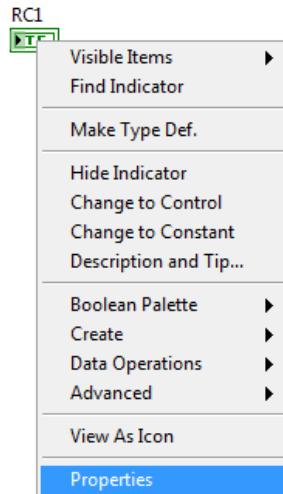 RC1
TF
Visible Items
Find Indicator
Make Type Def.
Hide Indicator
Change to Control
Change to Constant
Description and Tip...
Boolean Palette
Create
Data Operations
Advanced
View As Icon
Properties